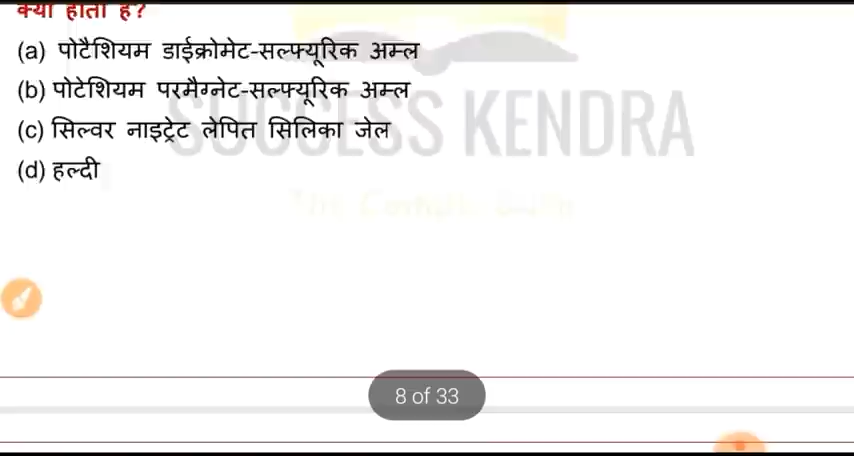 क्या होता है?
(a) पोटैशियम डाईक्रोमेट-सल्फ्यूरिक अम्ल
(b) पोटेशियम परमैग्नेट-सल्फ्यूरिक अम्ल
(c) सिल्वर नाइट्रेट लेपित सिलिका जेल
(d) हल्दी
SUCCESS KENDRA
8 of 33